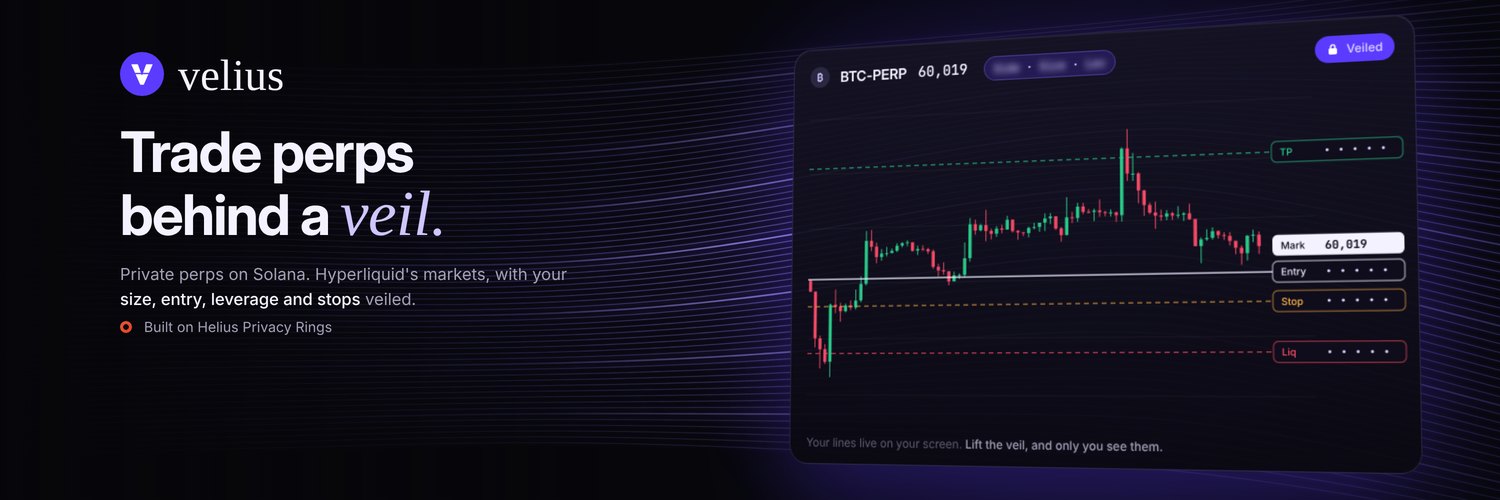 velius
Trade perps
behind a veil.
Private perps on Solana. Hyperliquid's markets, with your
size, entry, leverage and stops veiled.
Built on Helius Privacy Rings
BTC-PERP 60,019
Veiled
TP • • • • •
Mark 60,019
Entry • • • • •
Stop • • • • •
Liq • • • • •
Your lines live on your screen. Lift the veil, and only you see them.